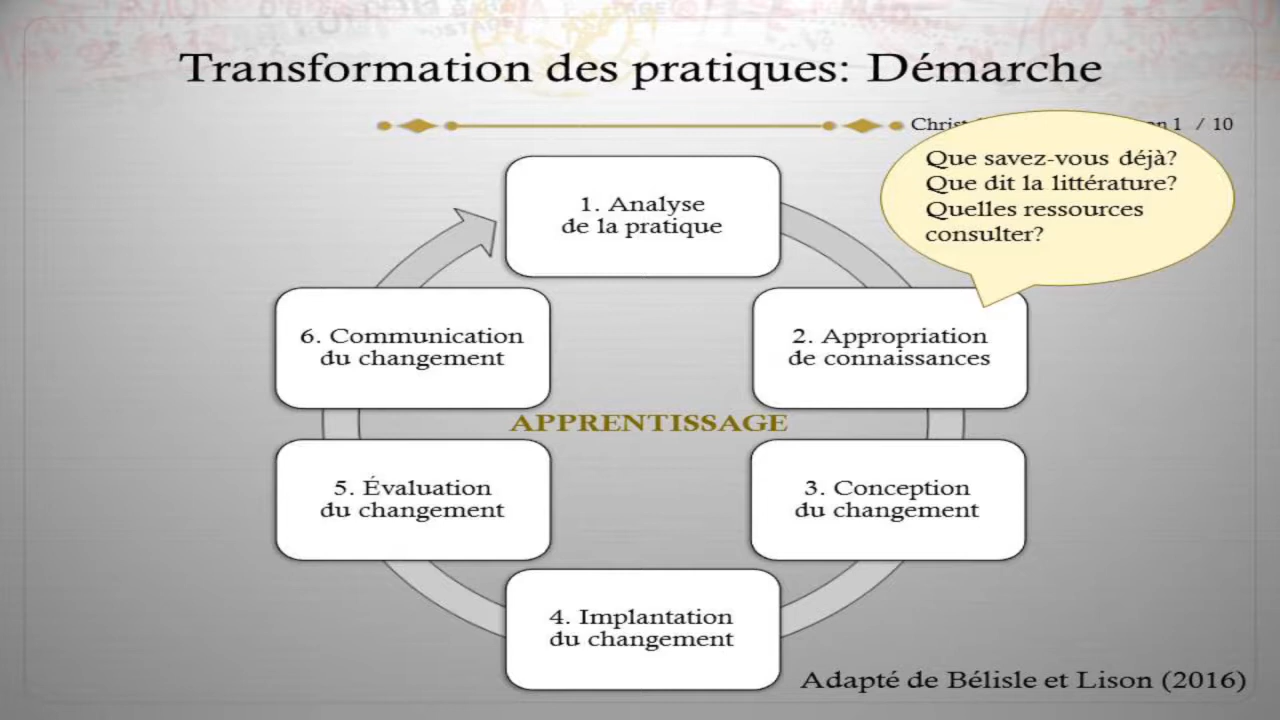 Transformation des pratiques: Démarche
1 / 10
Que savez-vous déjà?
Que dit la littérature?
Quelles ressources
consulter?
1. Analyse
de la pratique
2. Appropriation
de connaissances
3. Conception
du changement
4. Implantation
du changement
5. Évaluation
du changement
6. Communication
du changement
APPRENTISSAGE
Adapté de Bélisle et Lison (2016)